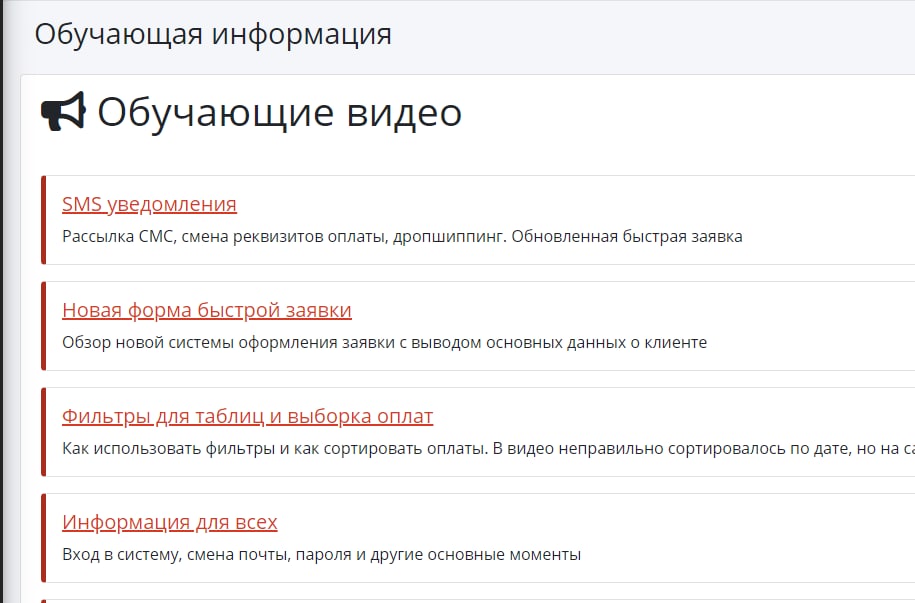 Обучающая информация
Обучающие видео
SMS уведомления
Рассылка СМС, смена реквизитов оплаты, дропшиппинг. Обновленная быстрая заявка
Новая форма быстрой заявки
Обзор новой системы оформления заявки с выводом основных данных о клиенте
Фильтры для таблиц и выборка оплат
Как использовать фильтры и как сортировать оплаты. В видео неправильно сортировалось по дате, но на
Информация для всех
Вход в систему, смена почты, пароля и другие основные моменты